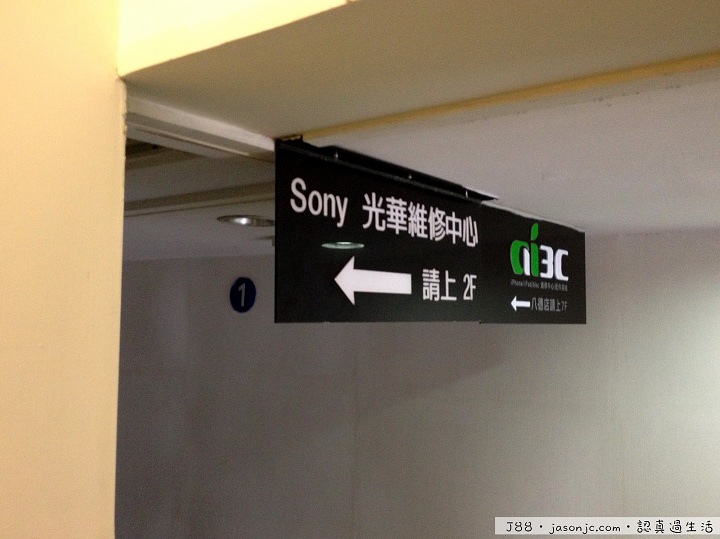 Sony 光華維修中心
請上 2F
ai3C
八德店請上7F
1
J88・jasonjc.com・認真過生活